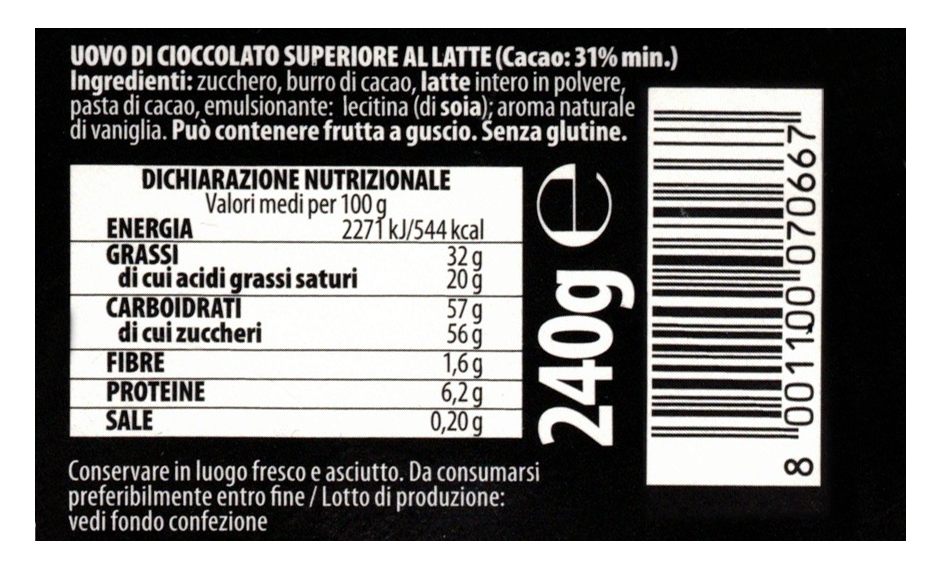 UOVO DI CIOCCOLATO SUPERIORE AL LATTE (Cacao: 31% min.)
Ingredienti: zucchero, burro di cacao, latte intero in polvere,
pasta di cacao, emulsionante: lecitina (di soia); aroma naturale
di vaniglia. Può contenere frutta a guscio. Senza glutine.
DICHIARAZIONE NUTRIZIONALE
Valori medi per 100 g
ENERGIA 2271 kJ/544 kcal
GRASSI 32 g
di cui acidi grassi saturi 20 g
CARBOIDRATI 57 g
di cui zuccheri 56 g
FIBRE 1,6 g
PROTEINE 6,2 g
SALE 0,20 g
240g e
8 001100 070667
Conservare in luogo fresco e asciutto. Da consumarsi
preferibilmente entro fine / Lotto di produzione:
vedi fondo confezione